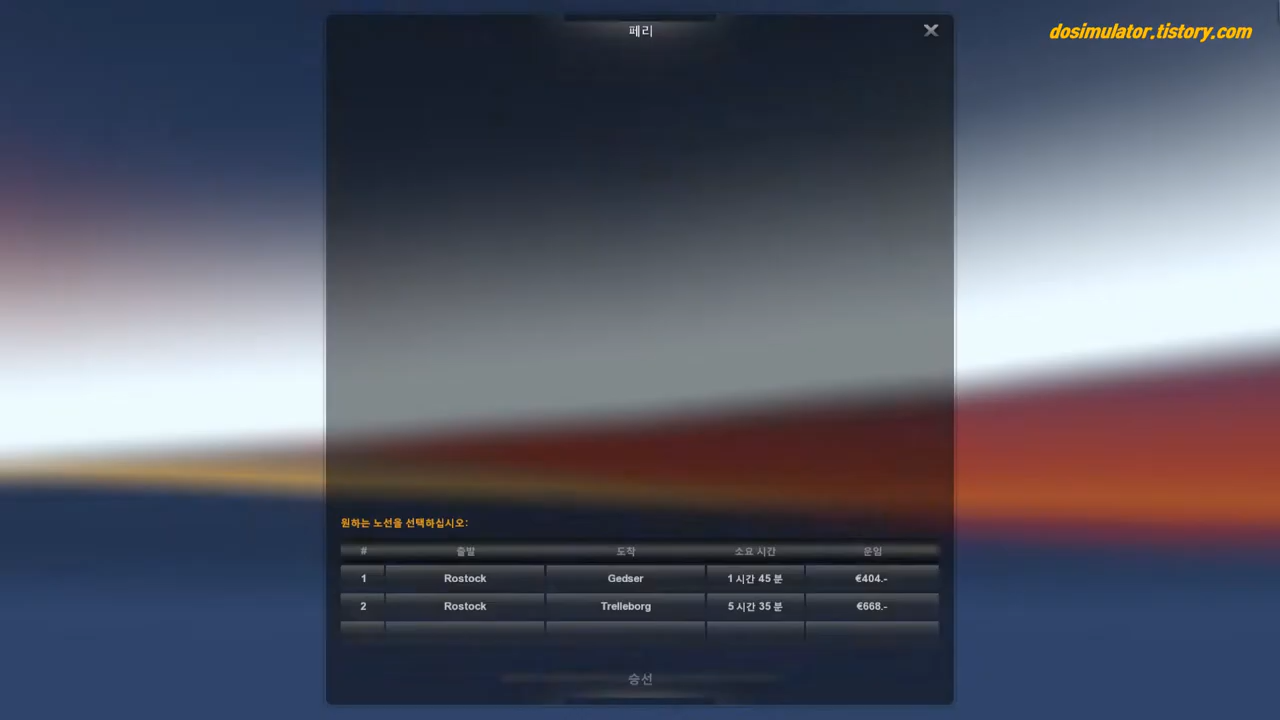 페리
dosimulator.tistory.com
원하는 노선을 선택하십시오:
# 출발 도착 소요 시간 운임
1 Rostock Gedser 1 시간 45 분 €404.-
2 Rostock Trelleborg 5 시간 35 분 €668.-
승선